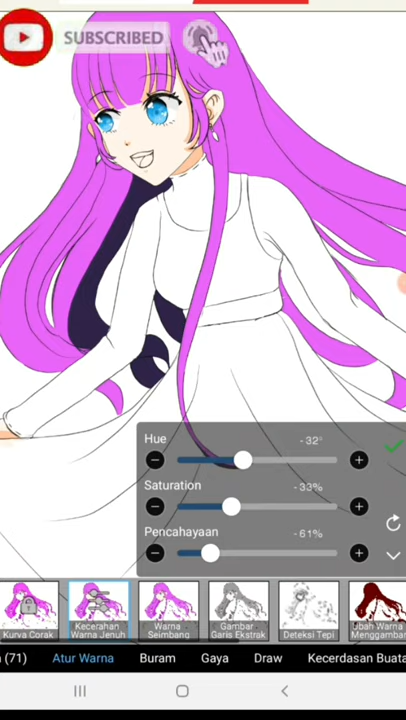 SUBSCRIBED
Hue
-32°
Saturation
-33%
Pencahayaan
-61%
Kurva Corak
Kecerahan
Warna Jenuh
Warna
Seimbang
Gambar
Garis Ekstrak
Deteksi Tepi
Ubah Warna
Menggambar
(71)
Atur Warna
Buram
Gaya
Draw
Kecerdasan Buata